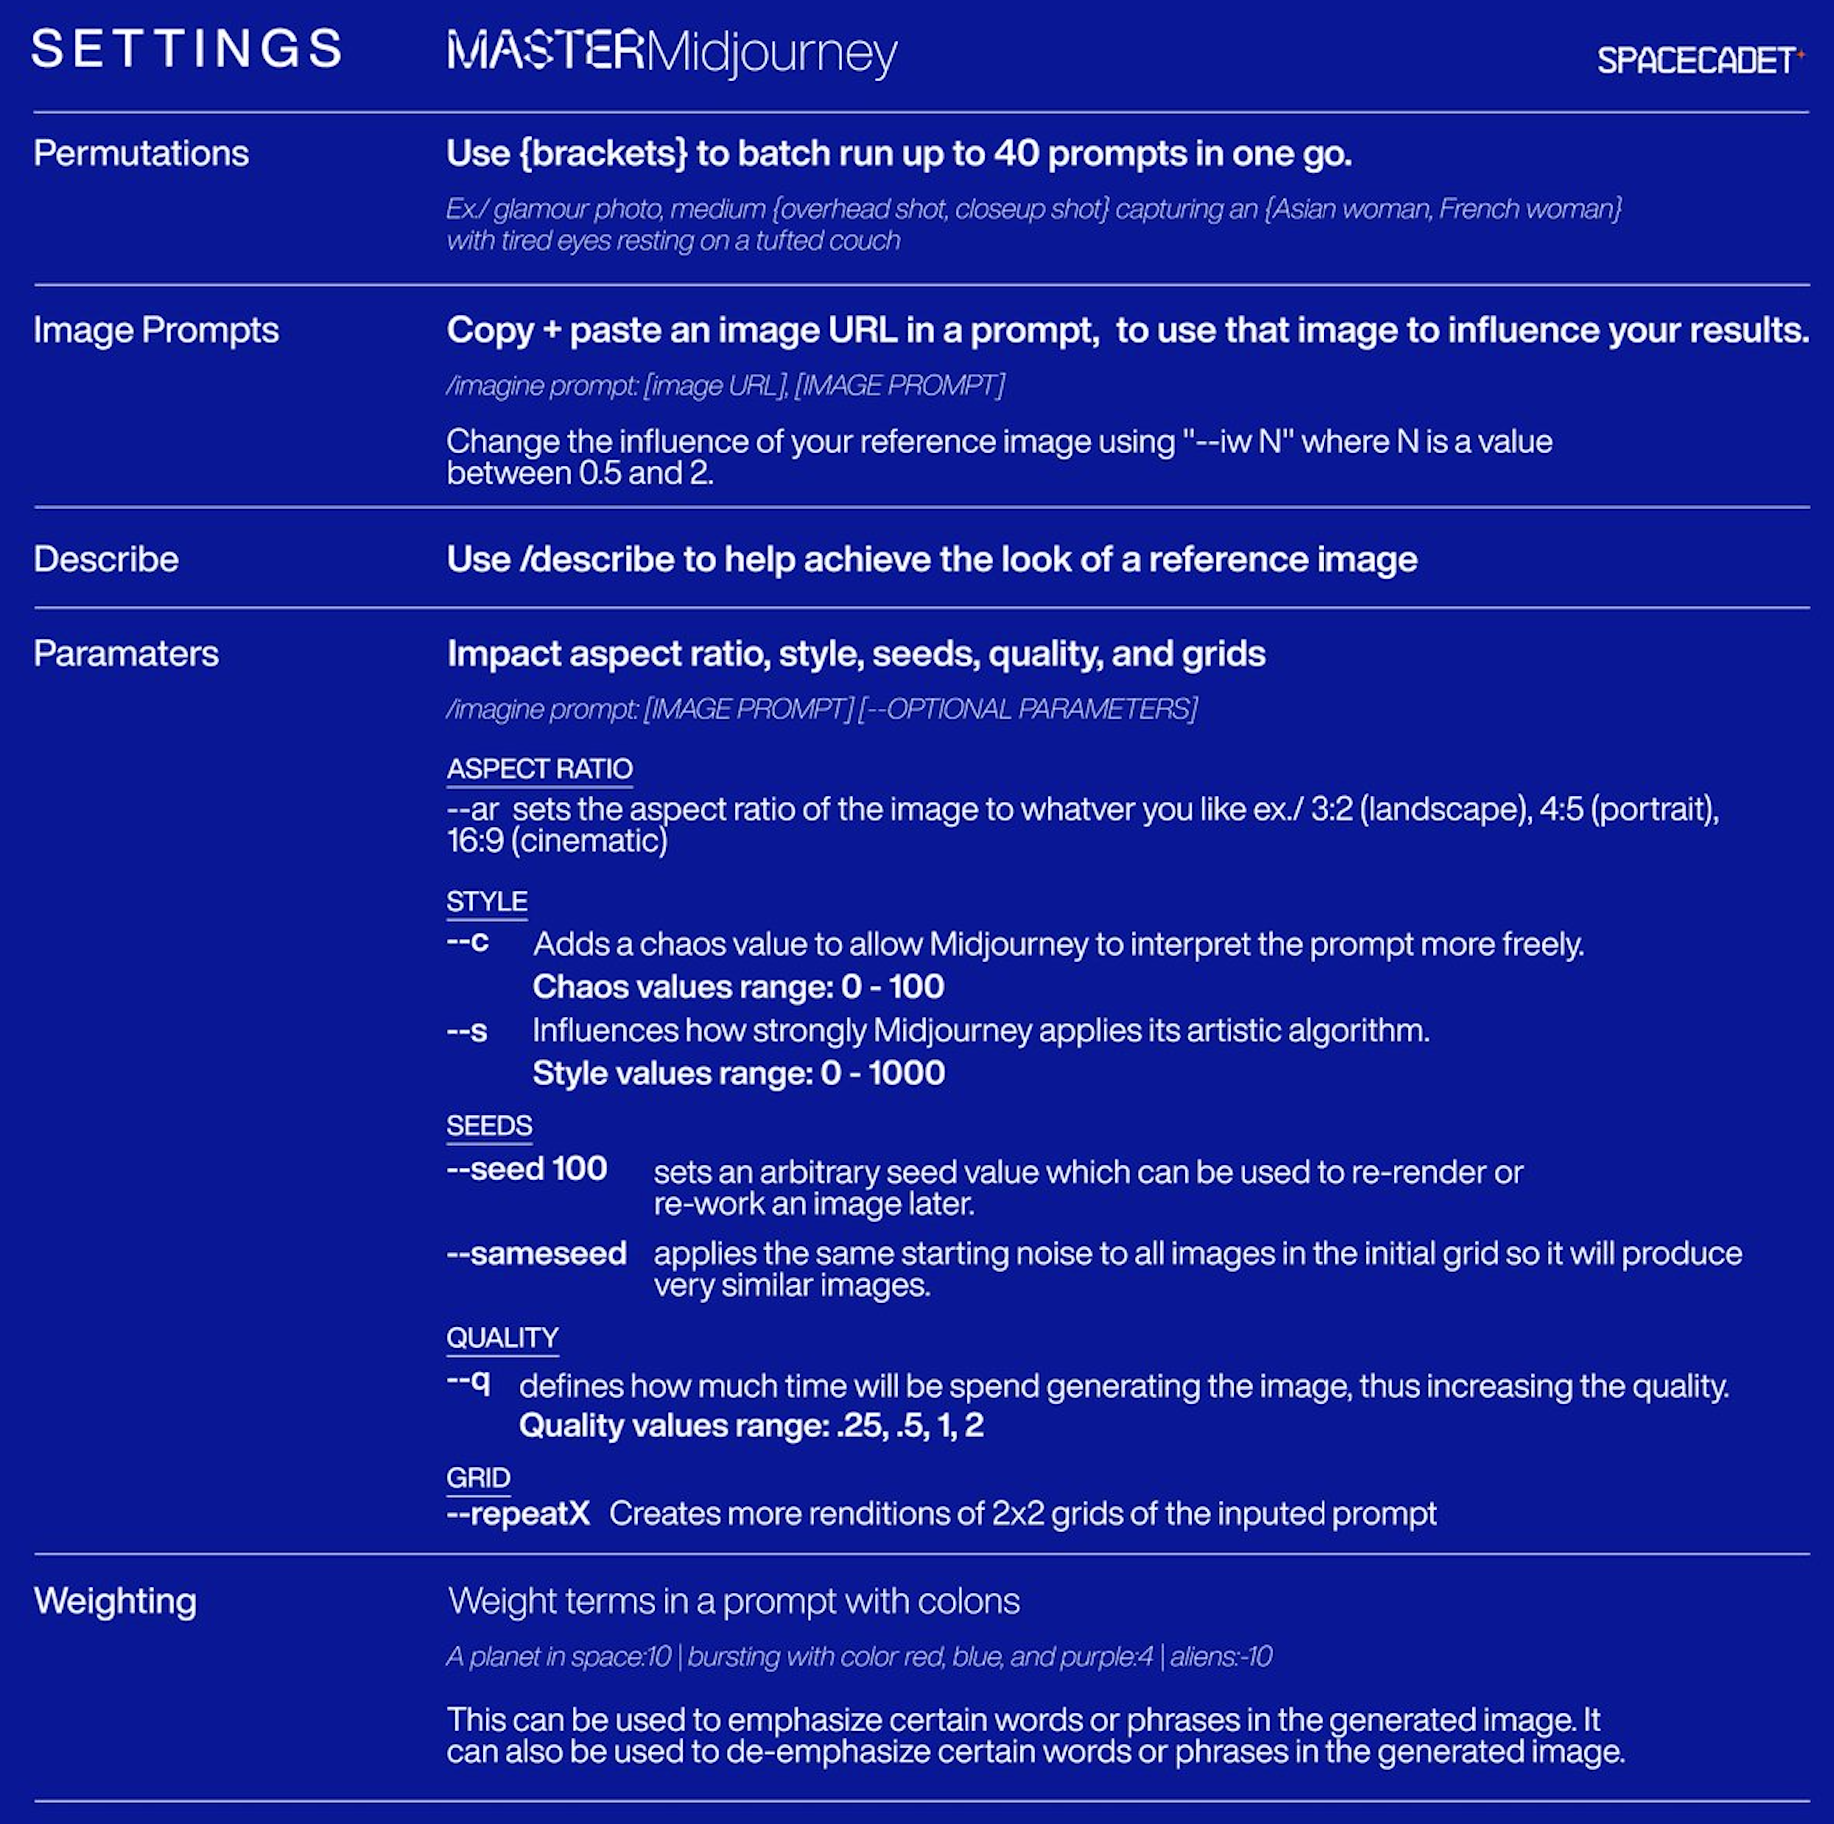 SETTINGS MASTERMidjourney SPACECADET
Permutations Use {brackets} to batch run up to 40 prompts in one go.
Ex./ glamour photo, medium {overhead shot, closeup shot} capturing an {Asian woman, French woman}
with tired eyes resting on a tufted couch
Image Prompts Copy + paste an image URL in a prompt, to use that image to influence your results.
/imagine prompt: [image URL], [IMAGE PROMPT]
Change the influence of your reference image using "--iw N" where N is a value
between 0.5 and 2.
Describe Use /describe to help achieve the look of a reference image
Paramaters Impact aspect ratio, style, seeds, quality, and grids
/imagine prompt: [IMAGE PROMPT] [--OPTIONAL PARAMETERS]
ASPECT RATIO
--ar sets the aspect ratio of the image to whatver you like ex./ 3:2 (landscape), 4:5 (portrait),
16:9 (cinematic)
STYLE
--c Adds a chaos value to allow Midjourney to interpret the prompt more freely.
Chaos values range: 0 - 100
--s Influences how strongly Midjourney applies its artistic algorithm.
Style values range: 0 - 1000
SEEDS
--seed 100 sets an arbitrary seed value which can be used to re-render or
re-work an image later.
--sameseed applies the same starting noise to all images in the initial grid so it will produce
very similar images.
QUALITY
--q defines how much time will be spend generating the image, thus increasing the quality.
Quality values range: .25, .5, 1, 2
GRID
--repeatX Creates more renditions of 2x2 grids of the inputed prompt
Weighting Weight terms in a prompt with colons
A planet in space:10 | bursting with color red, blue, and purple:4 | aliens:-10
This can be used to emphasize certain words or phrases in the generated image. It
can also be used to de-emphasize certain words or phrases in the generated image.